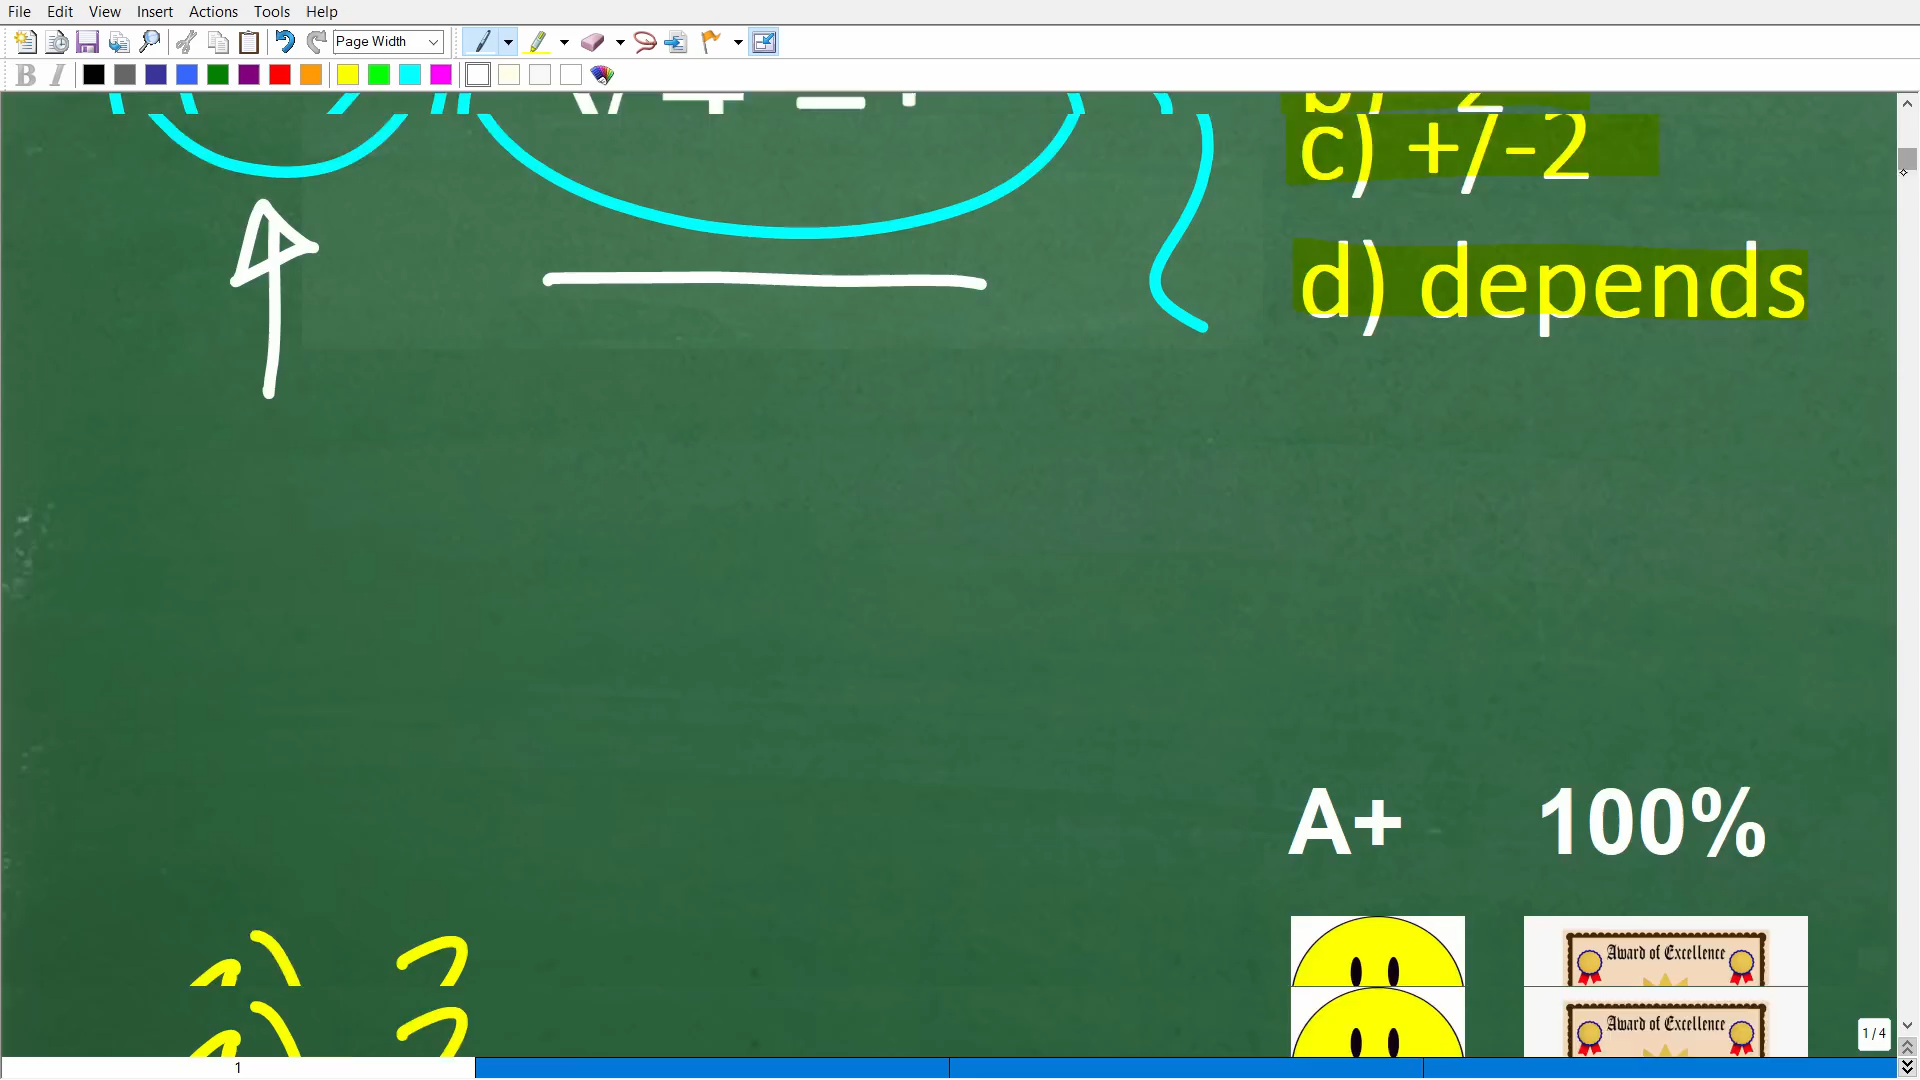 File Edit View Insert Actions Tools Help
Page Width
B I
c) +/-2
d) depends
A+ 100%
a) 2
Award of Excellence
Award of Excellence
1 / 4
1